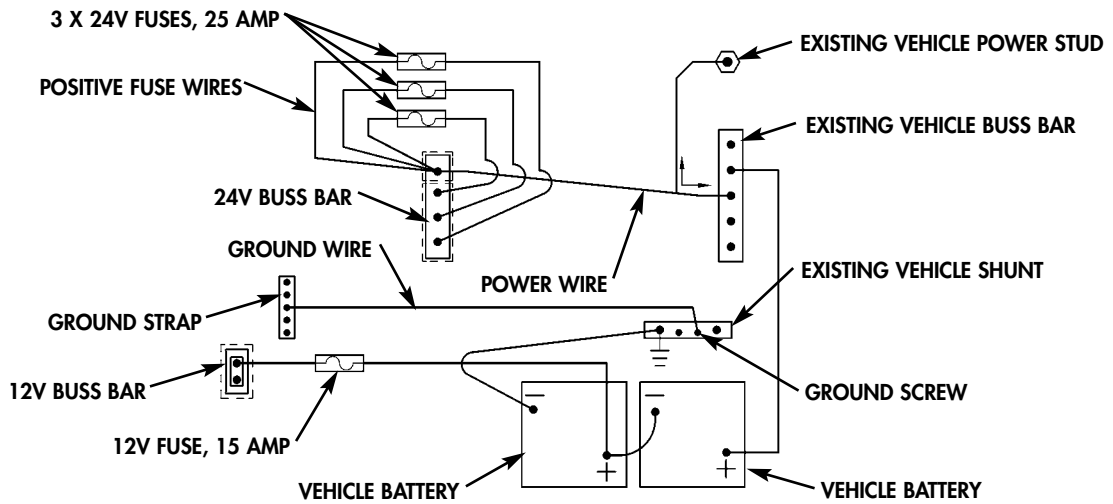 3 X 24V FUSES, 25 AMP
EXISTING VEHICLE POWER STUD
POSITIVE FUSE WIRES
EXISTING VEHICLE BUSS BAR
24V BUSS BAR
GROUND WIRE
POWER WIRE
EXISTING VEHICLE SHUNT
GROUND STRAP
12V BUSS BAR
GROUND SCREW
12V FUSE, 15 AMP
VEHICLE BATTERY
VEHICLE BATTERY